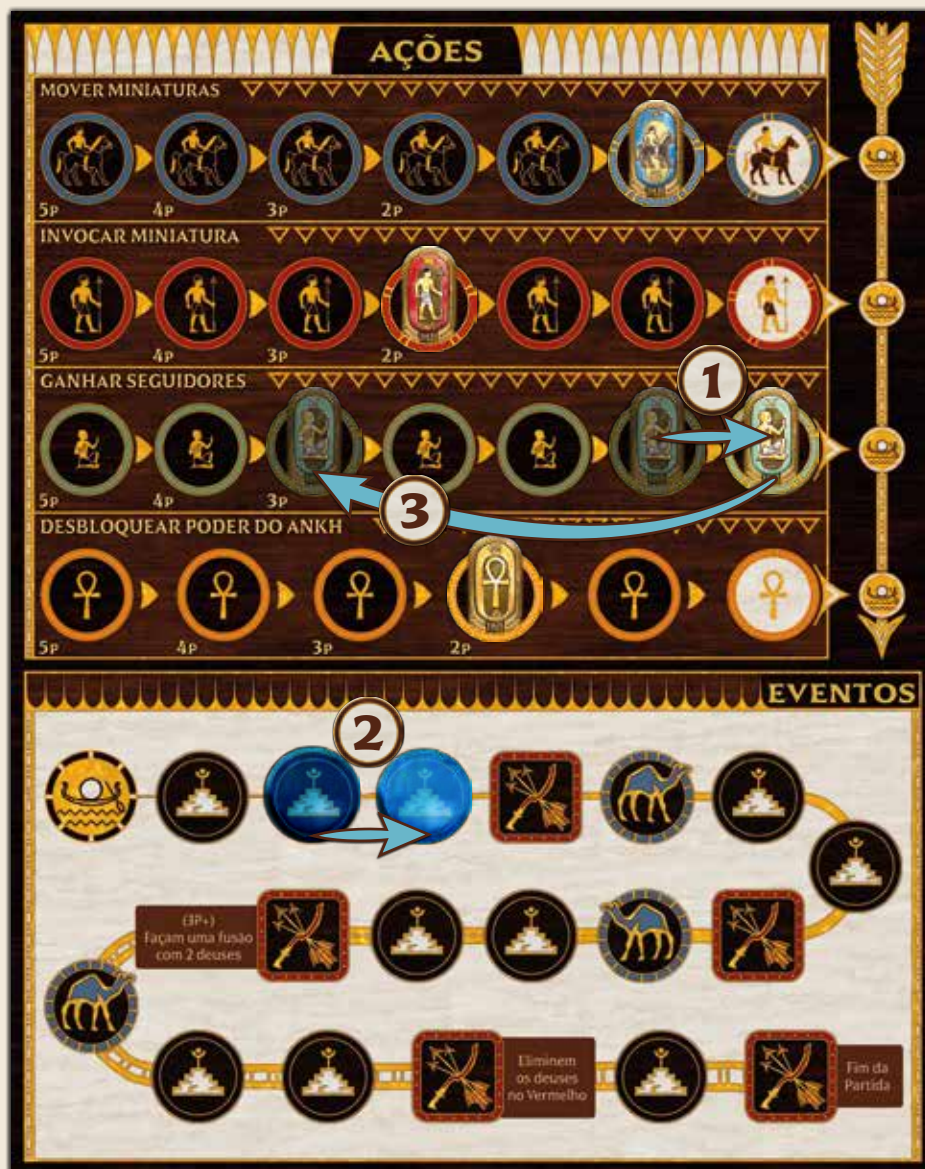 AÇÕES
MOVER MINIATURAS
5P 4P 3P 2P
INVOCAR MINIATURA
5P 4P 3P 2P
GANHAR SEGUIDORES
1
5P 4P 3P
3
DESBLOQUEAR PODER DO ANKH
5P 4P 3P 2P
EVENTOS
2
(3P+)
Façam uma fusão
com 2 deuses
Eliminem
os deuses
no Vermelho
Fim da
Partida